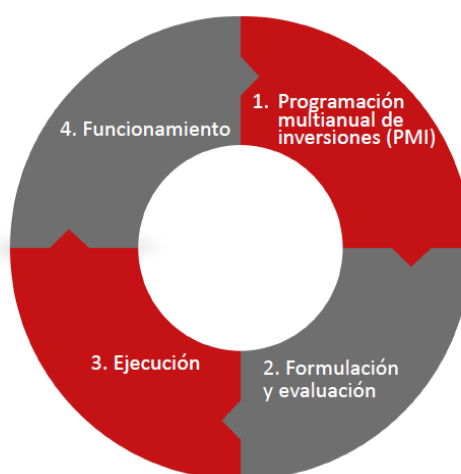 1. Programación
multianual de
inversiones (PMI)
2. Formulación
y evaluación
3. Ejecución
4. Funcionamiento